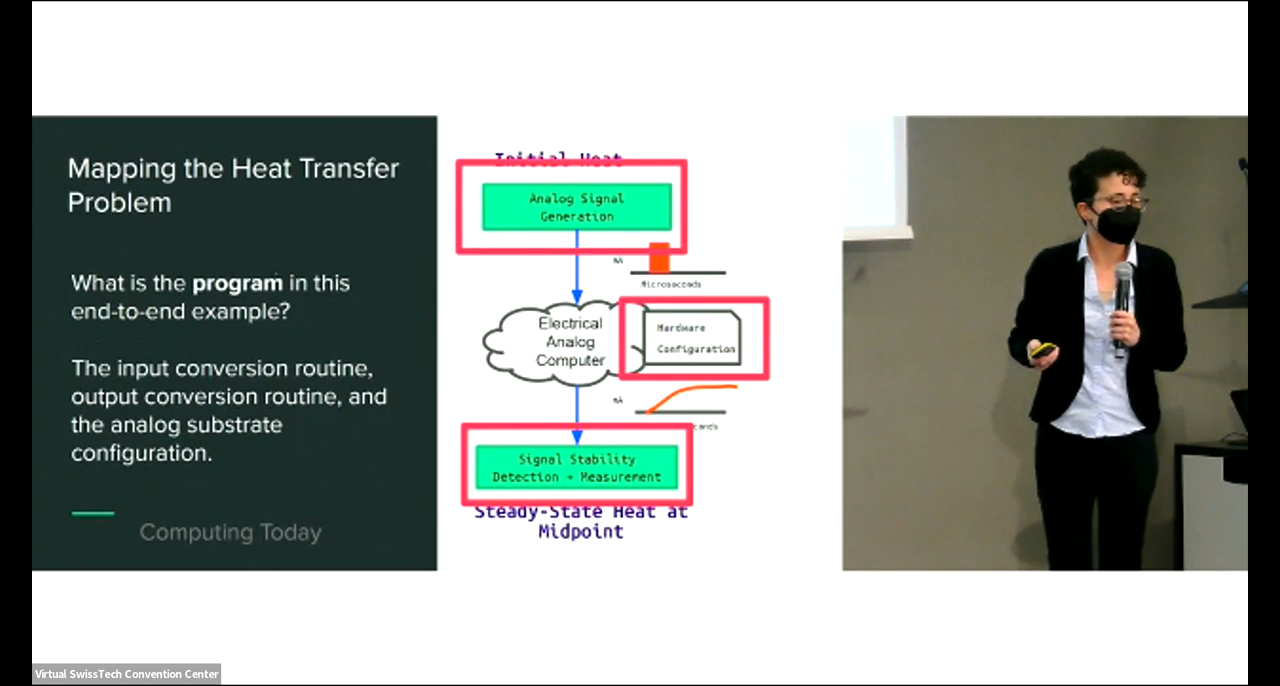 Mapping the Heat Transfer
Problem
What is the program in this
end-to-end example?
The input conversion routine,
output conversion routine, and
the analog substrate
configuration.
Computing Today
Initial Heat
Analog Signal
Generation
Microseconds
Electrical
Analog
Computer
Hardware
Configuration
Signal Stability
Detection + Measurement
Steady-State Heat at
Midpoint
Virtual SwissTech Convention Center